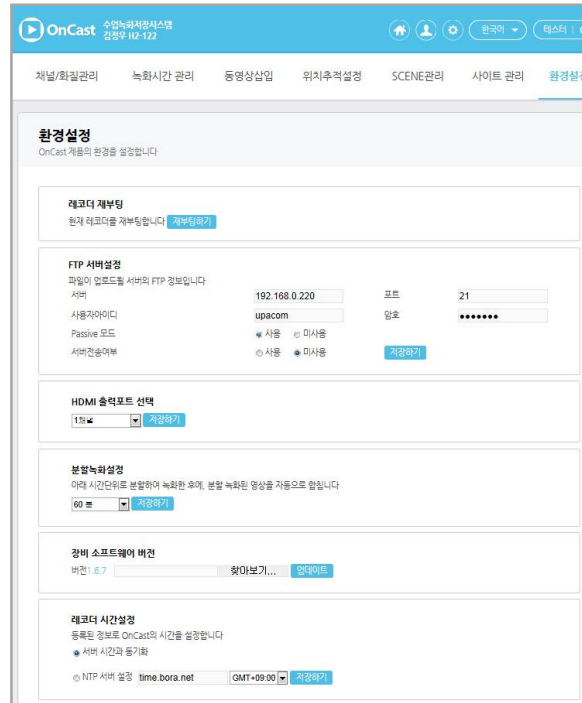 OnCast 수업녹화저장시스템
김정우 H2-122
한국어
테스터 |
채널/화질관리 녹화시간 관리 동영상삽입 위치추적설정 SCENE관리 사이트 관리 환경설정
환경설정
OnCast 제품의 환경을 설정합니다
레코더 재부팅
현재 레코더를 재부팅합니다 재부팅하기
FTP 서버설정
파일이 업로드될 서버의 FTP 정보입니다
서버 192.168.0.220 포트 21
사용자아이디 upacom 암호 ●●●●●●●
Passive 모드 사용 미사용
서버전송여부 사용 미사용 저장하기
HDMI 출력포트 선택
1채널 저장하기
분할녹화설정
아래 시간단위로 분할하여 녹화한 후에, 분할 녹화된 영상을 자동으로 합칩니다
60 분 저장하기
장비 소프트웨어 버전
버전1.6.7 찾아보기... 업데이트
레코더 시간설정
등록된 정보로 OnCast의 시간을 설정합니다
서버 시간과 동기화
NTP 서버 설정 time.bora.net GMT+09:00 저장하기